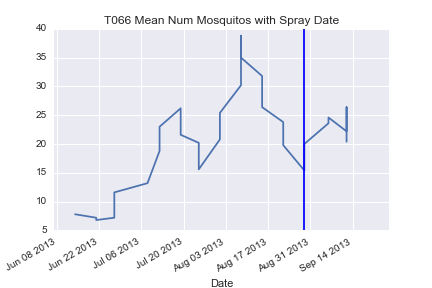 T066 Mean Num Mosquitos with Spray Date
40
35
30
25
20
15
10
5
Jun 08 2013
Jun 22 2013
Jul 06 2013
Jul 20 2013
Aug 03 2013
Aug 17 2013
Aug 31 2013
Sep 14 2013
Date